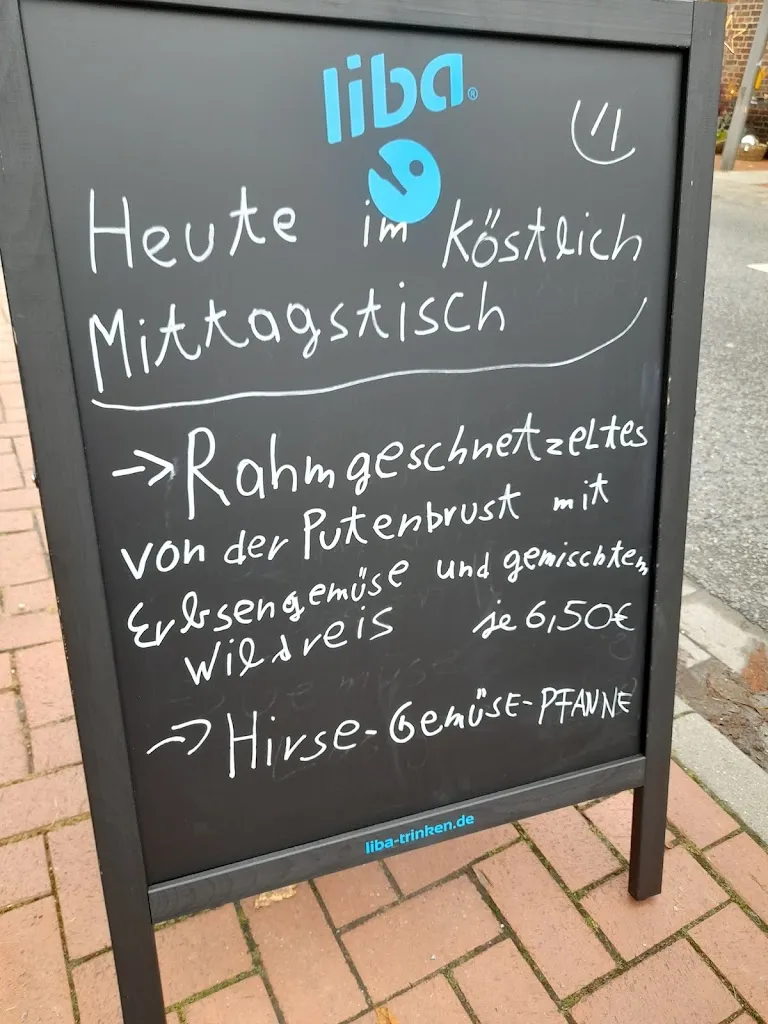 liba®
Heute im Köstlich
Mittagstisch
-> Rahmgeschnetzeltes
von der Putenbrust mit
Erbsengemüse und gemischtem
Wildreis je 6,50€
-> Hirse-Gemüse-PFANNE
liba-trinken.de